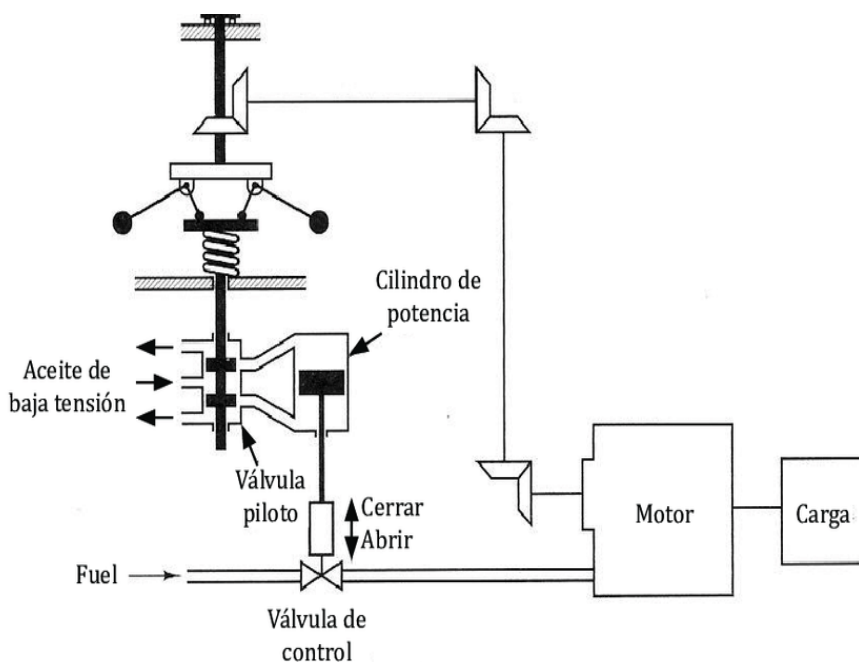 Cilindro de
potencia
Aceite de
baja tensión
Válvula
piloto
Cerrar
Abrir
Motor
Carga
Fuel
Válvula de
control